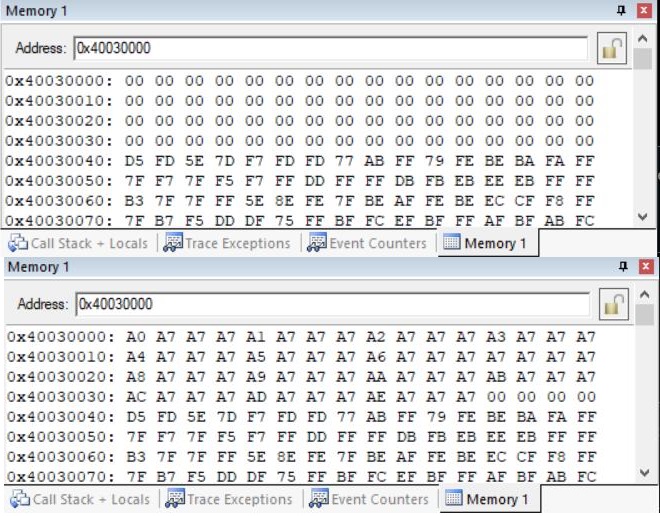 Memory 1
Address: 0x40030000
0x40030000: 00 00 00 00 00 00 00 00 00 00 00 00 00 00 00 00
0x40030010: 00 00 00 00 00 00 00 00 00 00 00 00 00 00 00 00
0x40030020: 00 00 00 00 00 00 00 00 00 00 00 00 00 00 00 00
0x40030030: 00 00 00 00 00 00 00 00 00 00 00 00 00 00 00 00
0x40030040: D5 FD 5E 7D F7 FD FD 77 AB FF 79 FE BE BA FA FF
0x40030050: 7F F7 7F F5 F7 FF DD FF FF DB FB EB EE EB FF FF
0x40030060: B3 7F 7F FF 5E 8E FE 7F BE AF FE BE EC CF F8 FF
0x40030070: 7F B7 F5 DD DF 75 FF BF FC EF BF FF AF BF AB FC
Call Stack + Locals Trace Exceptions Event Counters Memory 1
Memory 1
Address: 0x40030000
0x40030000: A0 A7 A7 A7 A1 A7 A7 A7 A2 A7 A7 A7 A3 A7 A7 A7
0x40030010: A4 A7 A7 A7 A5 A7 A7 A7 A6 A7 A7 A7 A7 A7 A7 A7
0x40030020: A8 A7 A7 A7 A9 A7 A7 A7 AA A7 A7 A7 AB A7 A7 A7
0x40030030: AC A7 A7 A7 AD A7 A7 A7 AE A7 A7 A7 00 00 00 00
0x40030040: D5 FD 5E 7D F7 FD FD 77 AB FF 79 FE BE BA FA FF
0x40030050: 7F F7 7F F5 F7 FF DD FF FF DB FB EB EE EB FF FF
0x40030060: B3 7F 7F FF 5E 8E FE 7F BE AF FE BE EC CF F8 FF
0x40030070: 7F B7 F5 DD DF 75 FF BF FC EF BF FF AF BF AB FC
Call Stack + Locals Trace Exceptions Event Counters Memory 1